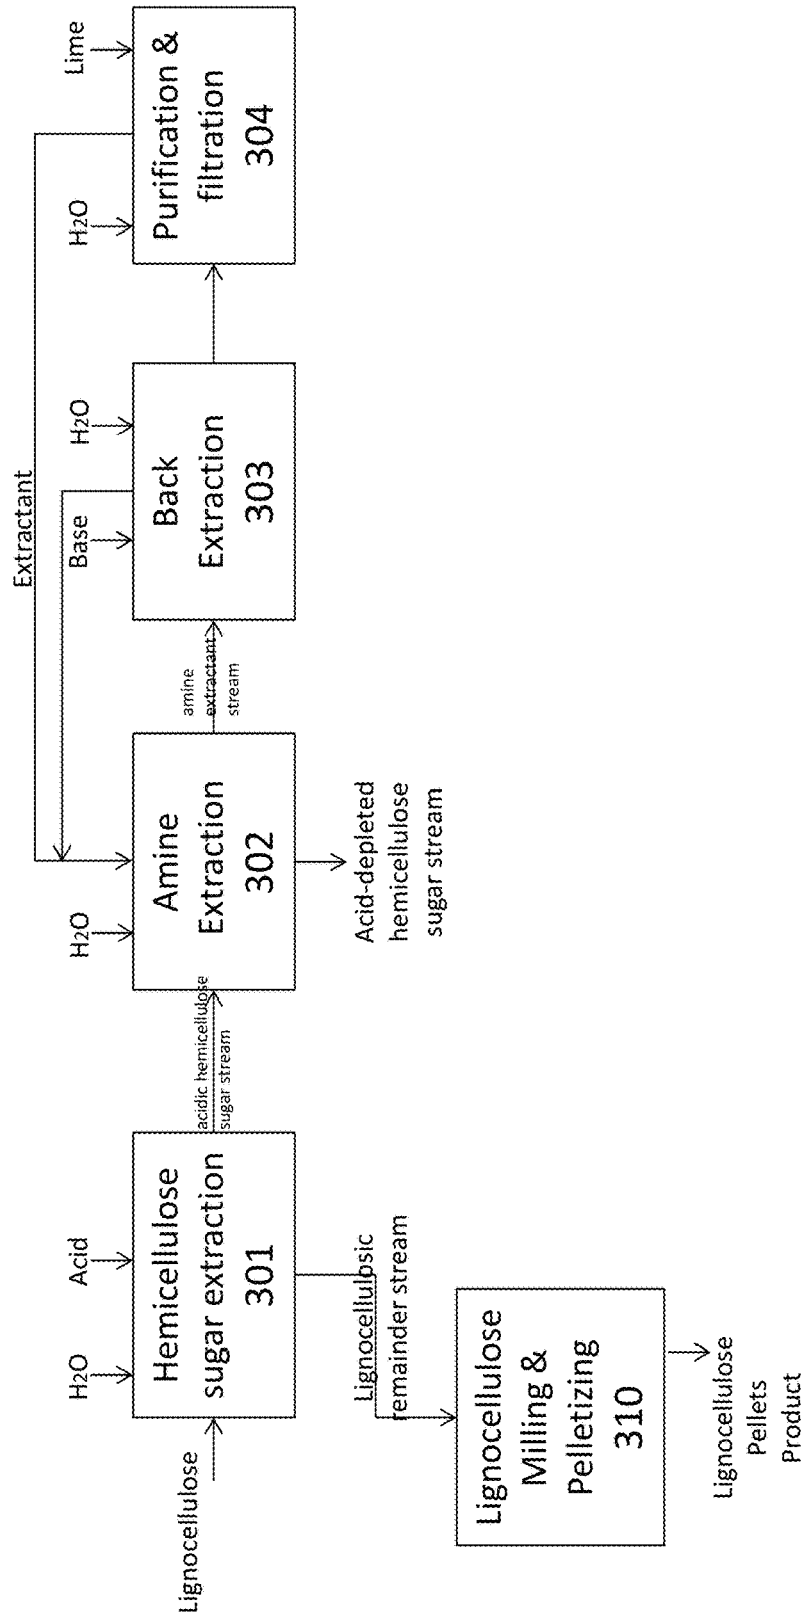 Lignocellulose
H2O
Acid
Hemicellulose
sugar extraction
301
acidic hemicellulose
sugar stream
Lignocellulosic
remainder stream
Lignocellulose
Milling &
Pelletizing
310
Lignocellulose
Pellets
Product
H2O
Amine
Extraction
302
Acid-depleted
hemicellulose
sugar stream
amine
extractant
stream
Extractant
Base
H2O
Back
Extraction
303
H2O
Lime
Purification &
filtration
304